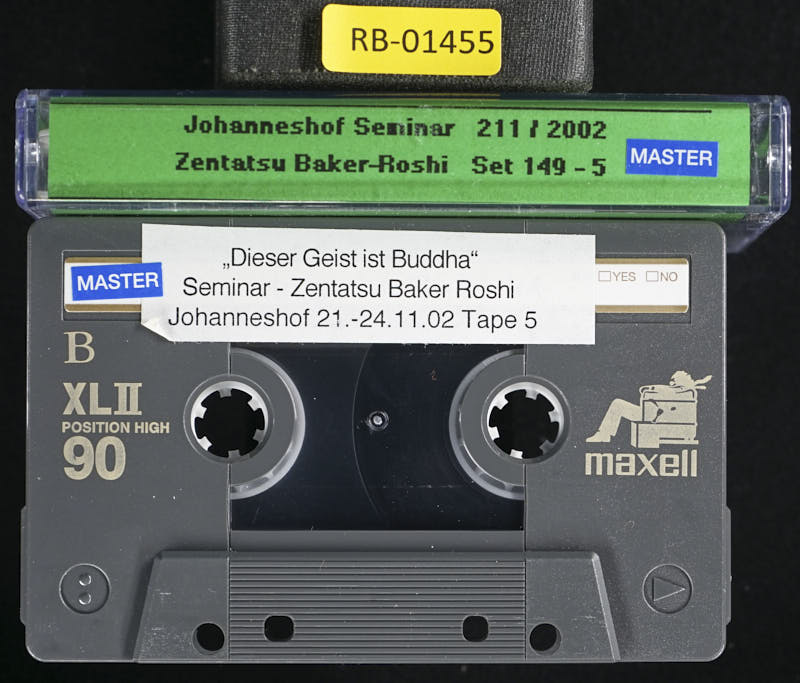 RB-01455
Johanneshof Seminar 211 / 2002
Zentatsu Baker-Roshi Set 149 - 5
MASTER
„Dieser Geist ist Buddha“
Seminar - Zentatsu Baker Roshi
Johanneshof 21.-24.11.02 Tape 5
MASTER
YES NO
B
XLII
POSITION HIGH
90
maxell